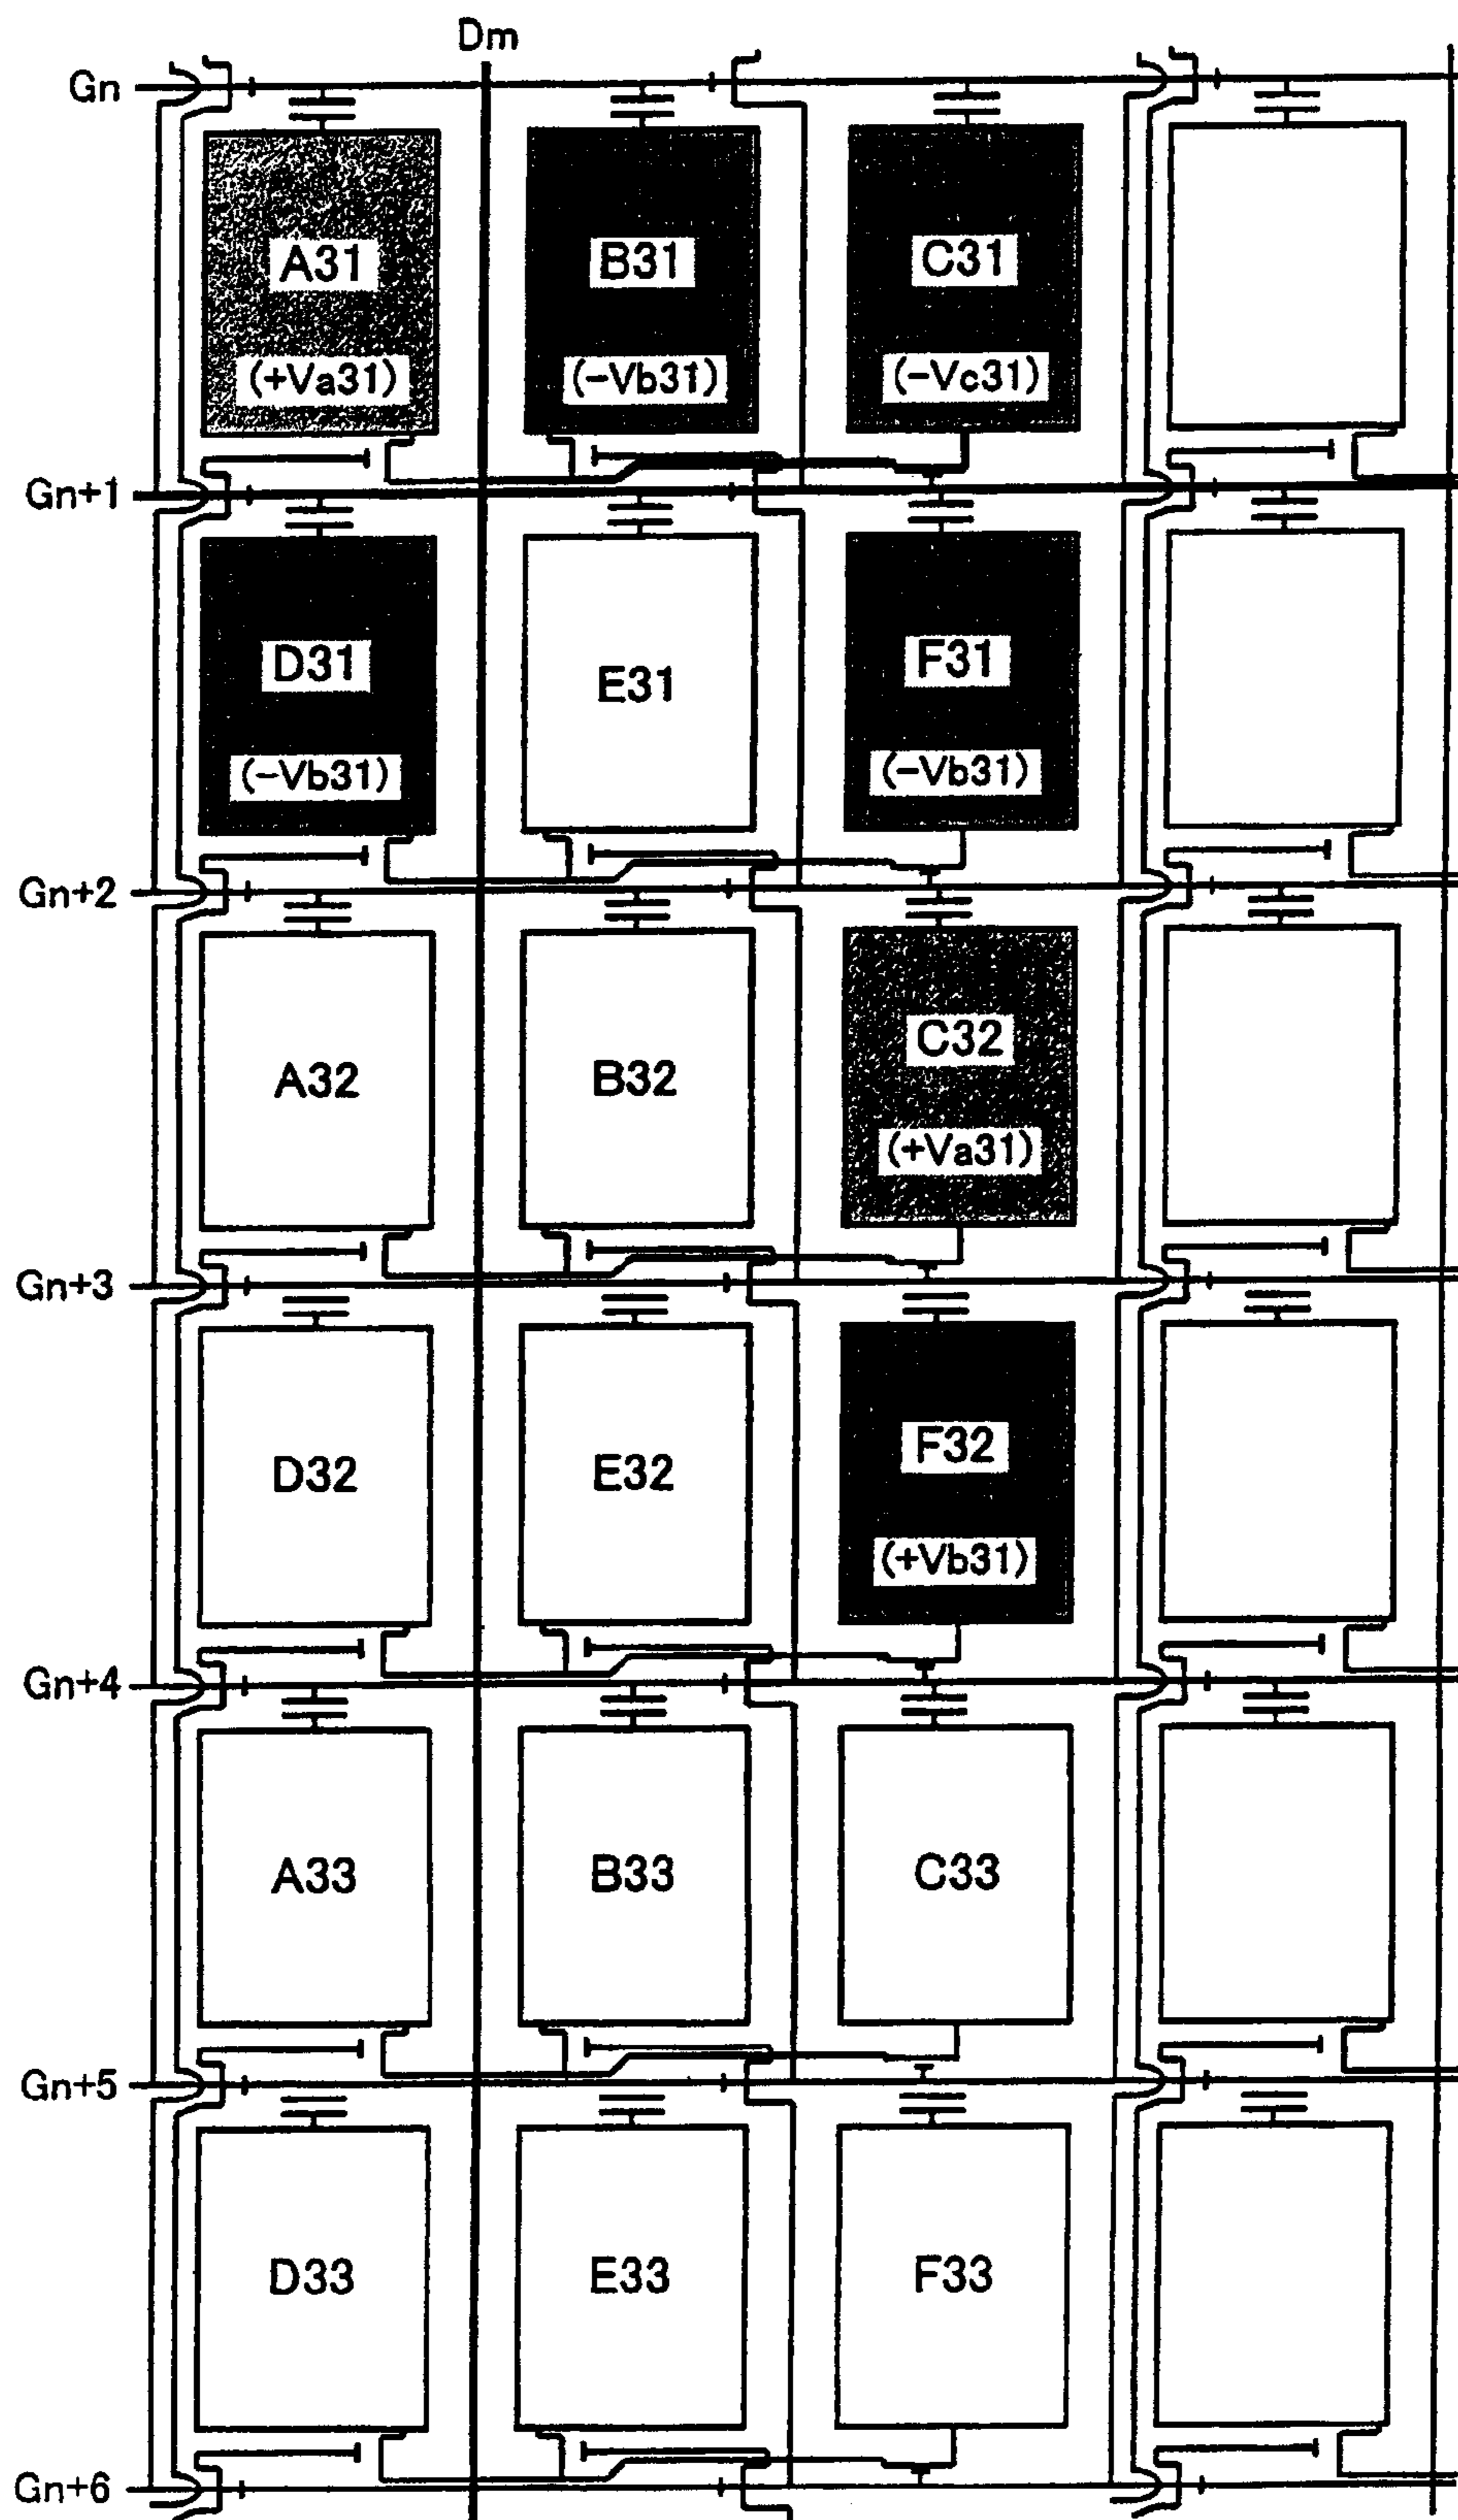 Dm
Gn
A31 B31 C31
(+Va31) (−Vb31) (−Vc31)
Gn+1
D31 E31 F31
(−Vb31) (−Vb31)
Gn+2
A32 B32 C32
(+Va31)
Gn+3
D32 E32 F32
(+Vb31)
Gn+4
A33 B33 C33
Gn+5
D33 E33 F33
Gn+6